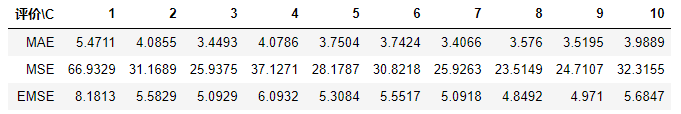 评价\C 1 2 3 4 5 6 7 8 9 10
MAE 5.4711 4.0855 3.4493 4.0786 3.7504 3.7424 3.4066 3.576 3.5195 3.9889
MSE 66.9329 31.1689 25.9375 37.1271 28.1787 30.8218 25.9263 23.5149 24.7107 32.3155
EMSE 8.1813 5.5829 5.0929 6.0932 5.3084 5.5517 5.0918 4.8492 4.971 5.6847